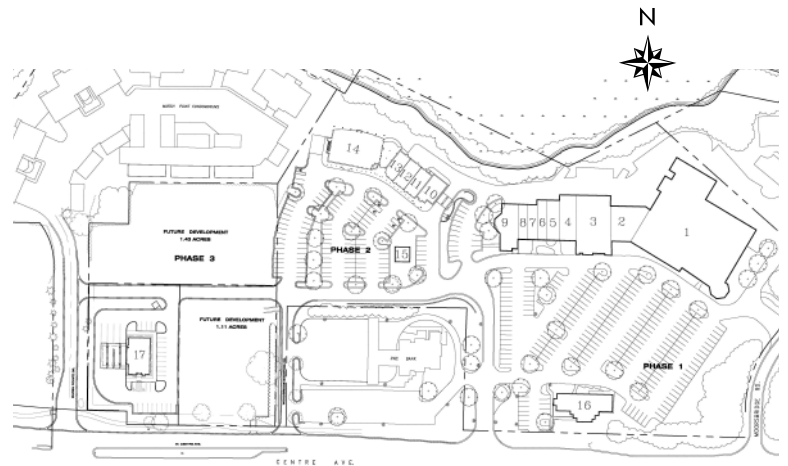 N
14
13
12
11
10
9
8
7
6
5
4
3
2
1
FUTURE DEVELOPMENT
1.43 ACRES
PHASE 3
PHASE 2
15
FUTURE DEVELOPMENT
1.11 ACRES
17
PHASE 1
16
CENTRE AVE.